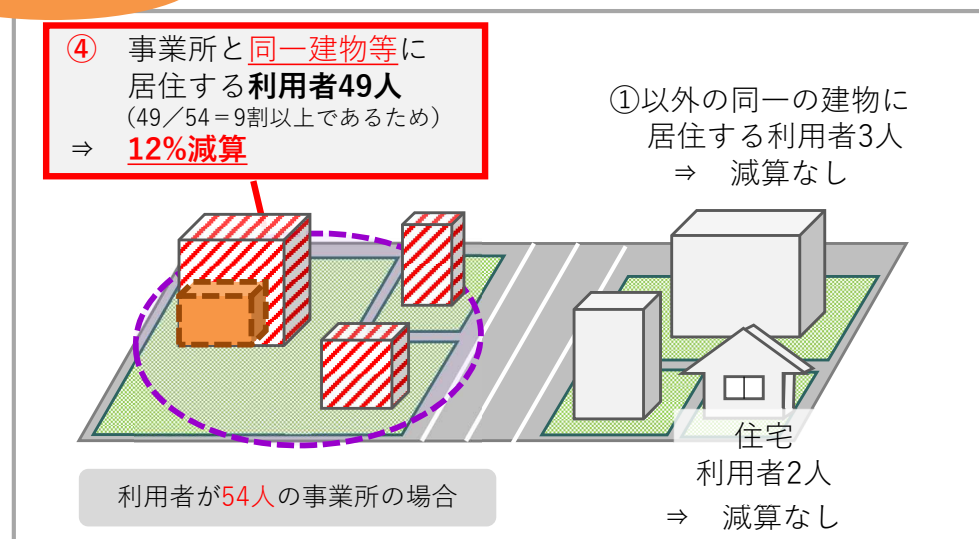 ④ 事業所と同一建物等に
居住する利用者49人
(49／54＝9割以上であるため)
⇒ 12%減算
①以外の同一の建物に
居住する利用者3人
⇒ 減算なし
住宅
利用者2人
⇒ 減算なし
利用者が54人の事業所の場合